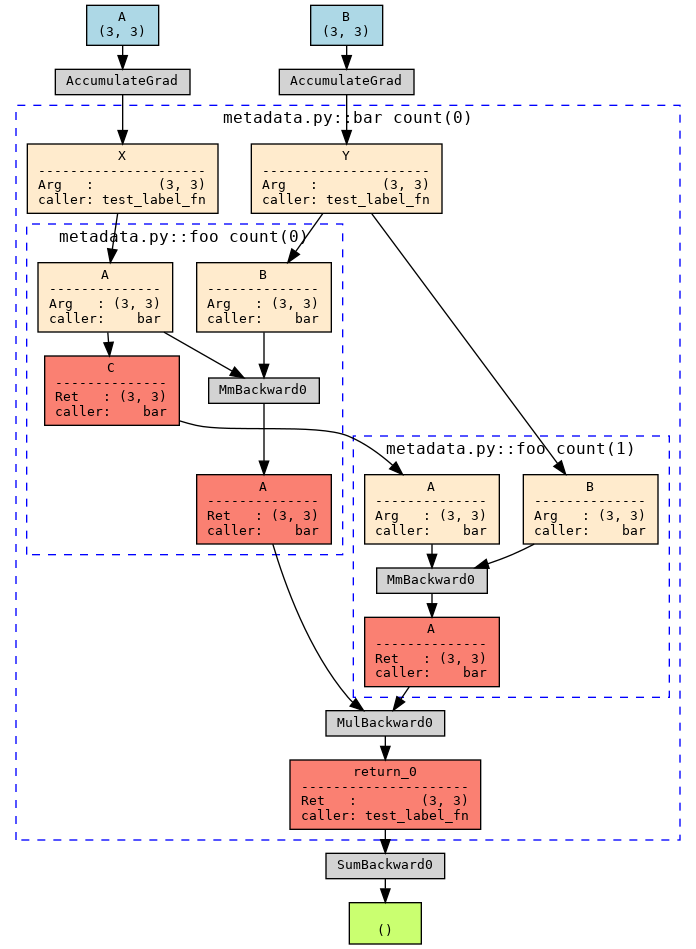 A
(3, 3)
B
(3, 3)
AccumulateGrad
AccumulateGrad
metadata.py::bar count(0)
X
---------------------
Arg   :        (3, 3)
caller: test_label_fn
Y
---------------------
Arg   :        (3, 3)
caller: test_label_fn
metadata.py::foo count(0)
A
--------------
Arg   : (3, 3)
caller:    bar
B
--------------
Arg   : (3, 3)
caller:    bar
C
--------------
Ret   : (3, 3)
caller:    bar
MmBackward0
metadata.py::foo count(1)
A
--------------
Ret   : (3, 3)
caller:    bar
A
--------------
Arg   : (3, 3)
caller:    bar
B
--------------
Arg   : (3, 3)
caller:    bar
MmBackward0
A
--------------
Ret   : (3, 3)
caller:    bar
MulBackward0
return_0
---------------------
Ret   :        (3, 3)
caller: test_label_fn
SumBackward0
()